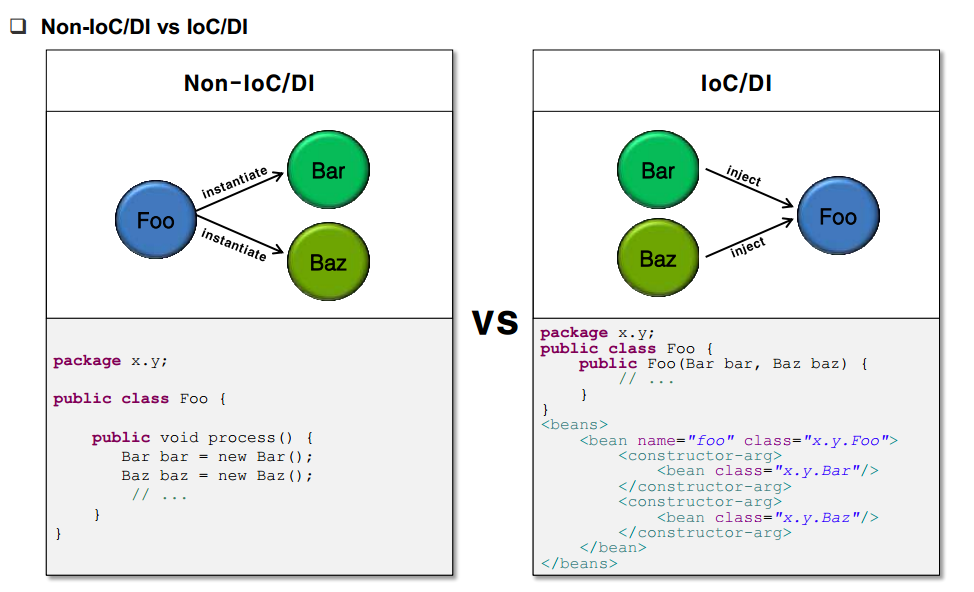 ❑ Non-IoC/DI vs IoC/DI
Non-IoC/DI
Foo
instantiate
instantiate
Bar
Baz
package x.y;
public class Foo {
public void process() {
Bar bar = new Bar();
Baz baz = new Baz();
// ...
}
}
vs
IoC/DI
Bar
Baz
inject
inject
Foo
package x.y;
public class Foo {
public Foo(Bar bar, Baz baz) {
// ...
}
}
<beans>
<bean name="foo" class="x.y.Foo">
<constructor-arg>
<bean class="x.y.Bar"/>
</constructor-arg>
<constructor-arg>
<bean class="x.y.Baz"/>
</constructor-arg>
</bean>
</beans>